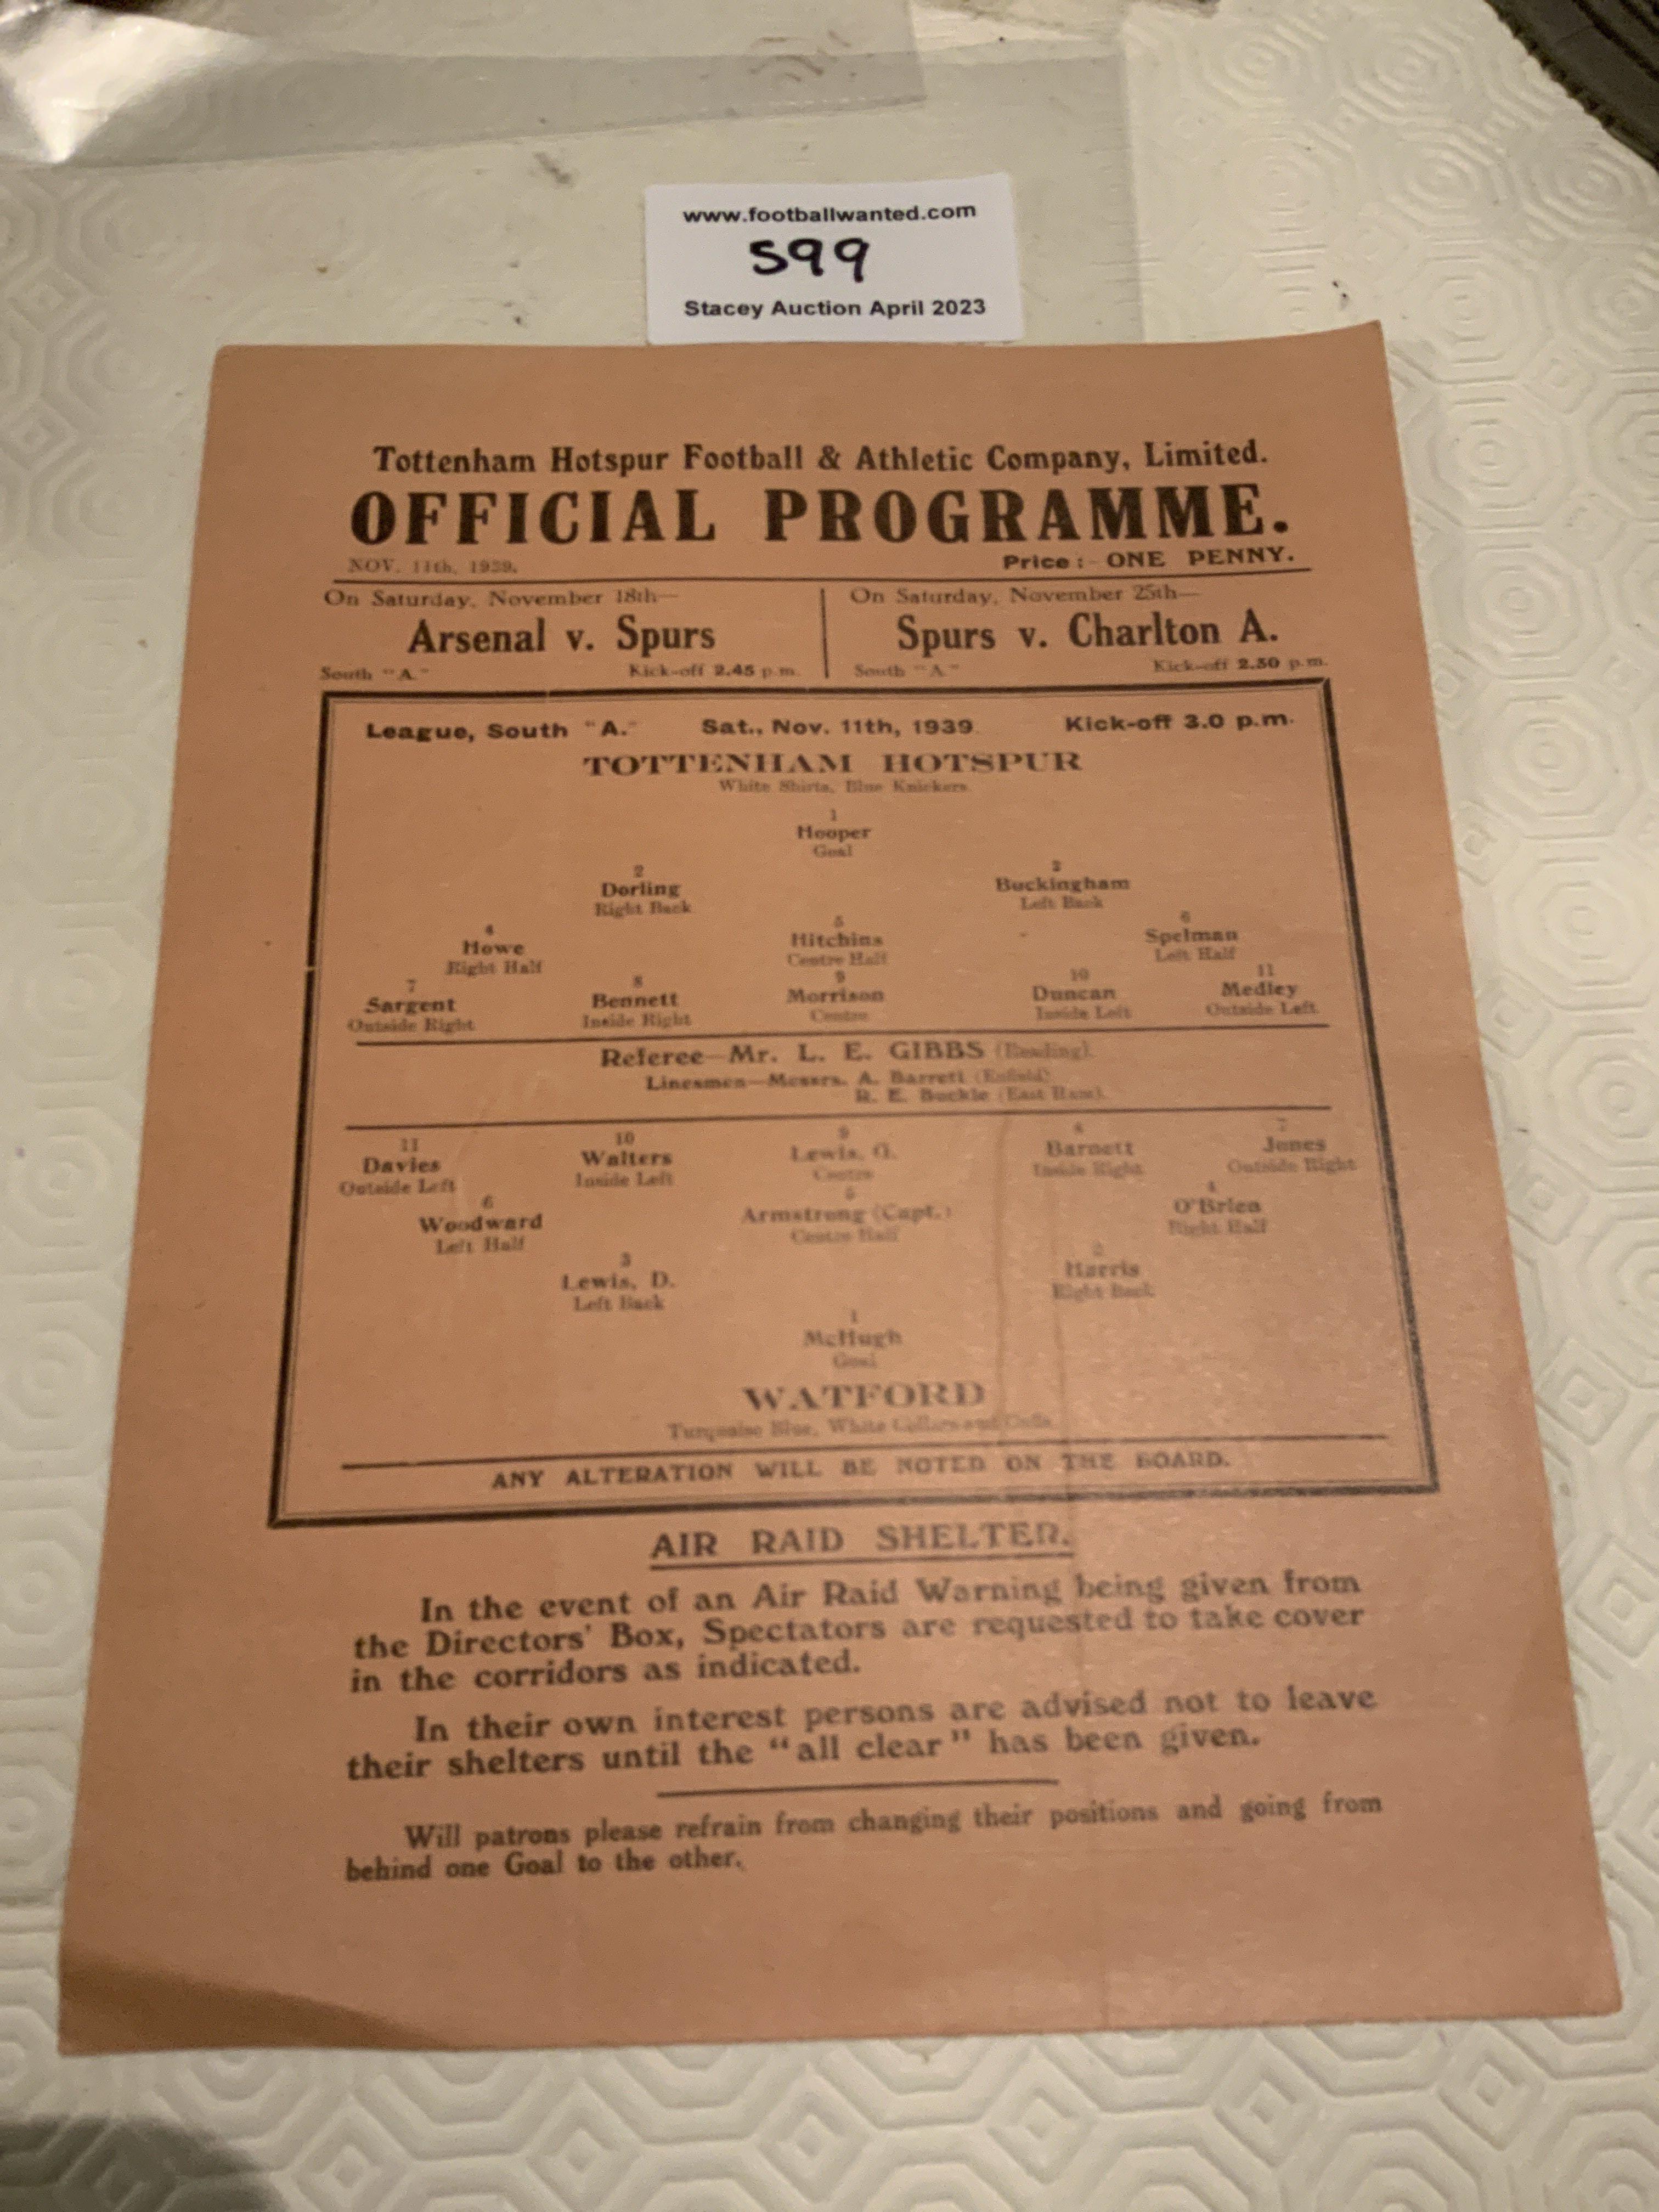 www.footballwanted.com
S99
Stacey Auction April 2023
Tottenham Hotspur Football & Athletic Company, Limited.
OFFICIAL PROGRAMME.
NOV. 11th, 1939. Price :- ONE PENNY.
On Saturday, November 18th— On Saturday, November 25th—
Arsenal v. Spurs Spurs v. Charlton A.
South "A." Kick-off 2.45 p.m. South "A." Kick-off 2.30 p.m.
League, South "A." Sat., Nov. 11th, 1939. Kick-off 3.0 p.m.
TOTTENHAM HOTSPUR
White Shirts, Blue Knickers
1
Hooper
Goal
2 3
Dorling Buckingham
Right Back Left Back
4 5 6
Howe Hitchins Spelman
Right Half Centre Half Left Half
7 8 9 10 11
Sargent Bennett Morrison Duncan Medley
Outside Right Inside Right Centre Inside Left Outside Left
Referee—Mr. L. E. GIBBS (Reading).
Linesmen—Messrs. A. Barrett (Enfield)
R. E. Buckle (East Ham).
11 10 9 8 7
Davies Walters Lewis, G. Barnett Jones
Outside Left Inside Left Centre Inside Right Outside Right
6 5 4
Woodward Armstrong (Capt.) O'Brien
Left Half Centre Half Right Half
3 2
Lewis, D. Harris
Left Back Right Back
1
McHugh
Goal
WATFORD
Turquoise Blue, White Collars and Cuffs
ANY ALTERATION WILL BE NOTED ON THE BOARD.
AIR RAID SHELTER.
In the event of an Air Raid Warning being given from
the Directors' Box, Spectators are requested to take cover
in the corridors as indicated.
In their own interest persons are advised not to leave
their shelters until the "all clear" has been given.
Will patrons please refrain from changing their positions and going from
behind one Goal to the other.